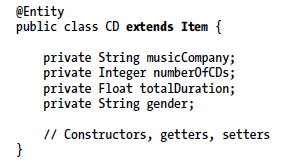 @Entity
public class CD extends Item {
private String musicCompany;
private Integer numberOfCDs;
private Float totalDuration;
private String gender;
// Constructors, getters, setters
}